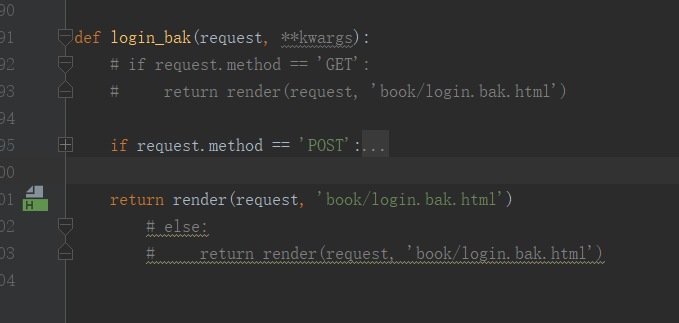 90
91 def login_bak(request, **kwargs):
92 # if request.method == 'GET':
93 #     return render(request, 'book/login.bak.html')
94
95 if request.method == 'POST':...
00
01 return render(request, 'book/login.bak.html')
02 # else:
03 #    return render(request, 'book/login.bak.html')
04